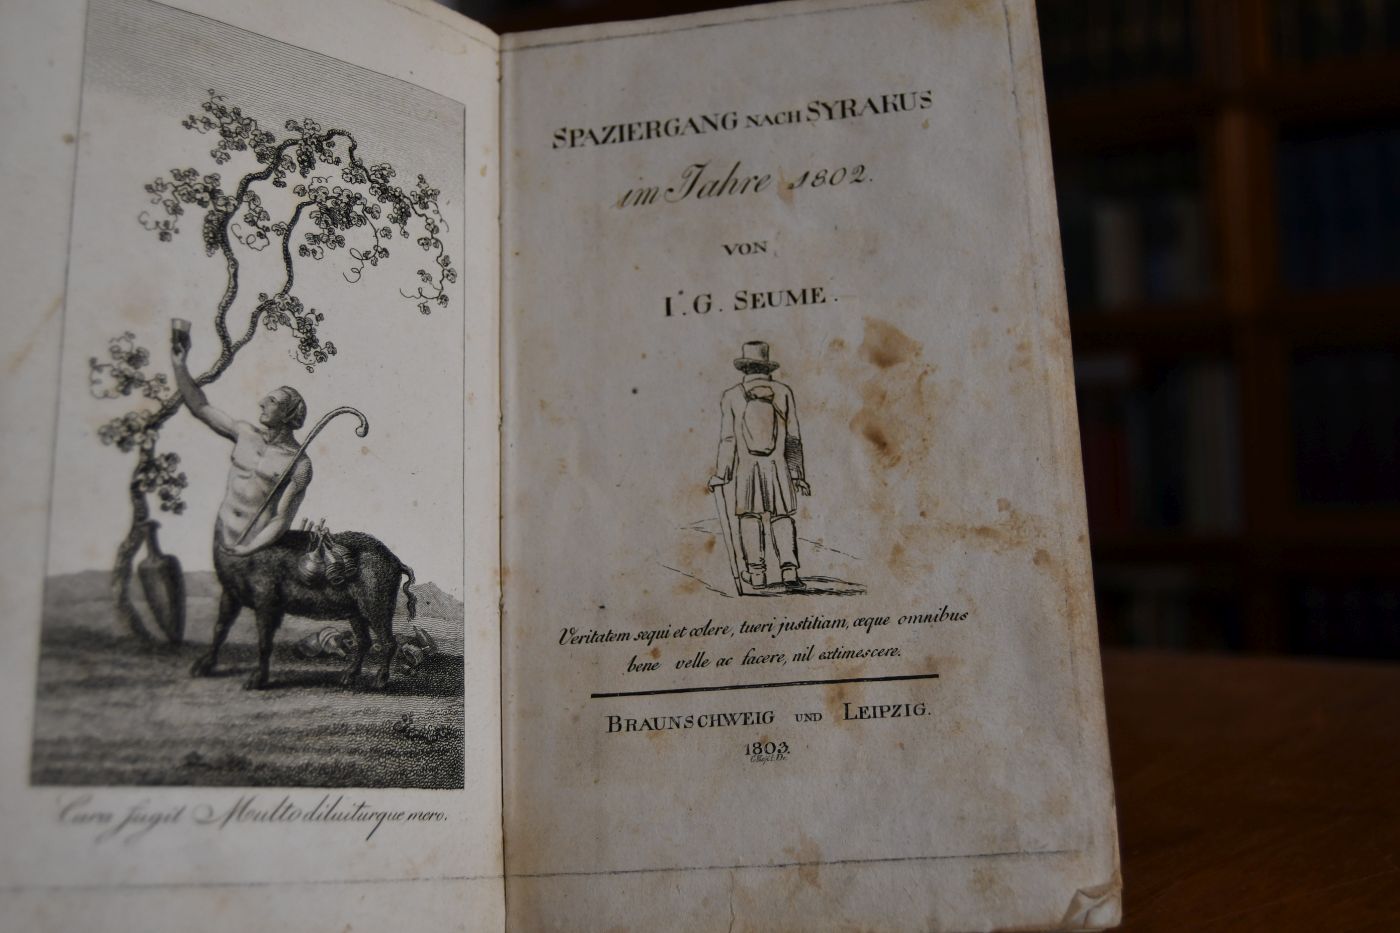 Cura fugit Multo diluiturque mero.
SPAZIERGANG NACH SYRAKUS
im Jahre 1802.
VON
I. G. SEUME.
Veritatem sequi et colere, tueri justitiam, æque omnibus
bene velle ac facere, nil extimescere.
BRAUNSCHWEIG UND LEIPZIG.
1803.